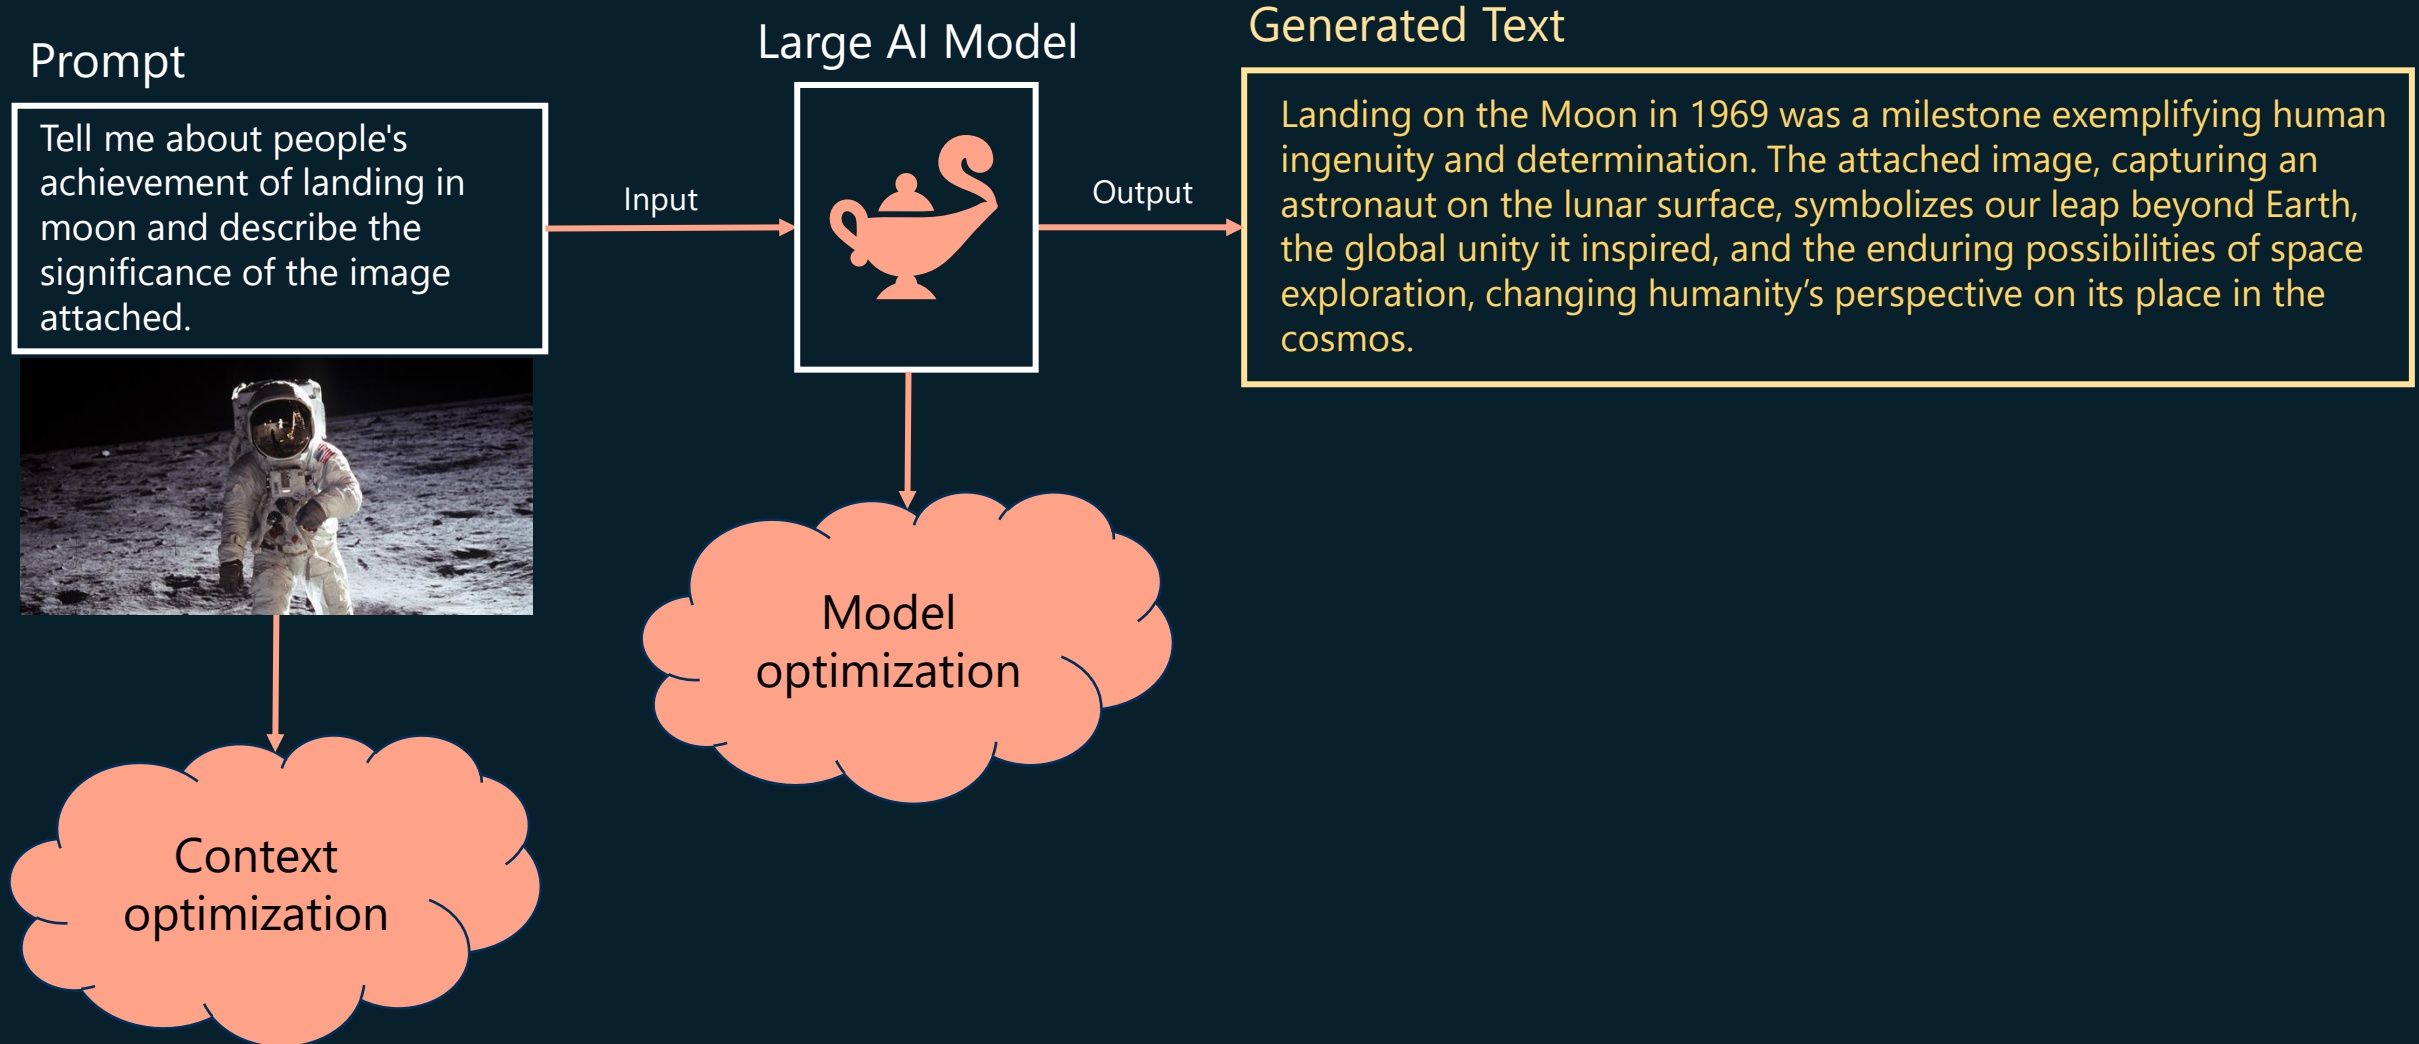 Prompt
Tell me about people's
achievement of landing in
moon and describe the
significance of the image
attached.
Input
Large AI Model
Output
Generated Text
Landing on the Moon in 1969 was a milestone exemplifying human
ingenuity and determination. The attached image, capturing an
astronaut on the lunar surface, symbolizes our leap beyond Earth,
the global unity it inspired, and the enduring possibilities of space
exploration, changing humanity’s perspective on its place in the
cosmos.
Model
optimization
Context
optimization